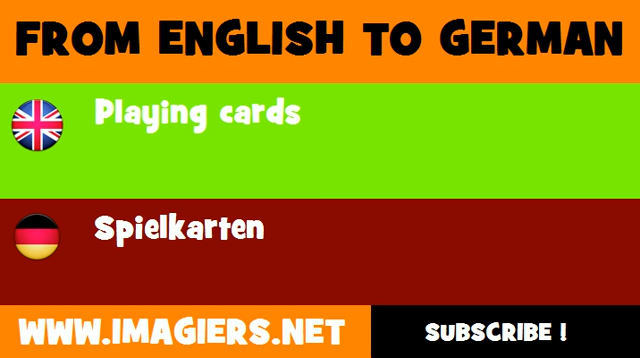 FROM ENGLISH TO GERMAN
Playing cards
Spielkarten
WWW.IMAGIERS.NET
SUBSCRIBE !